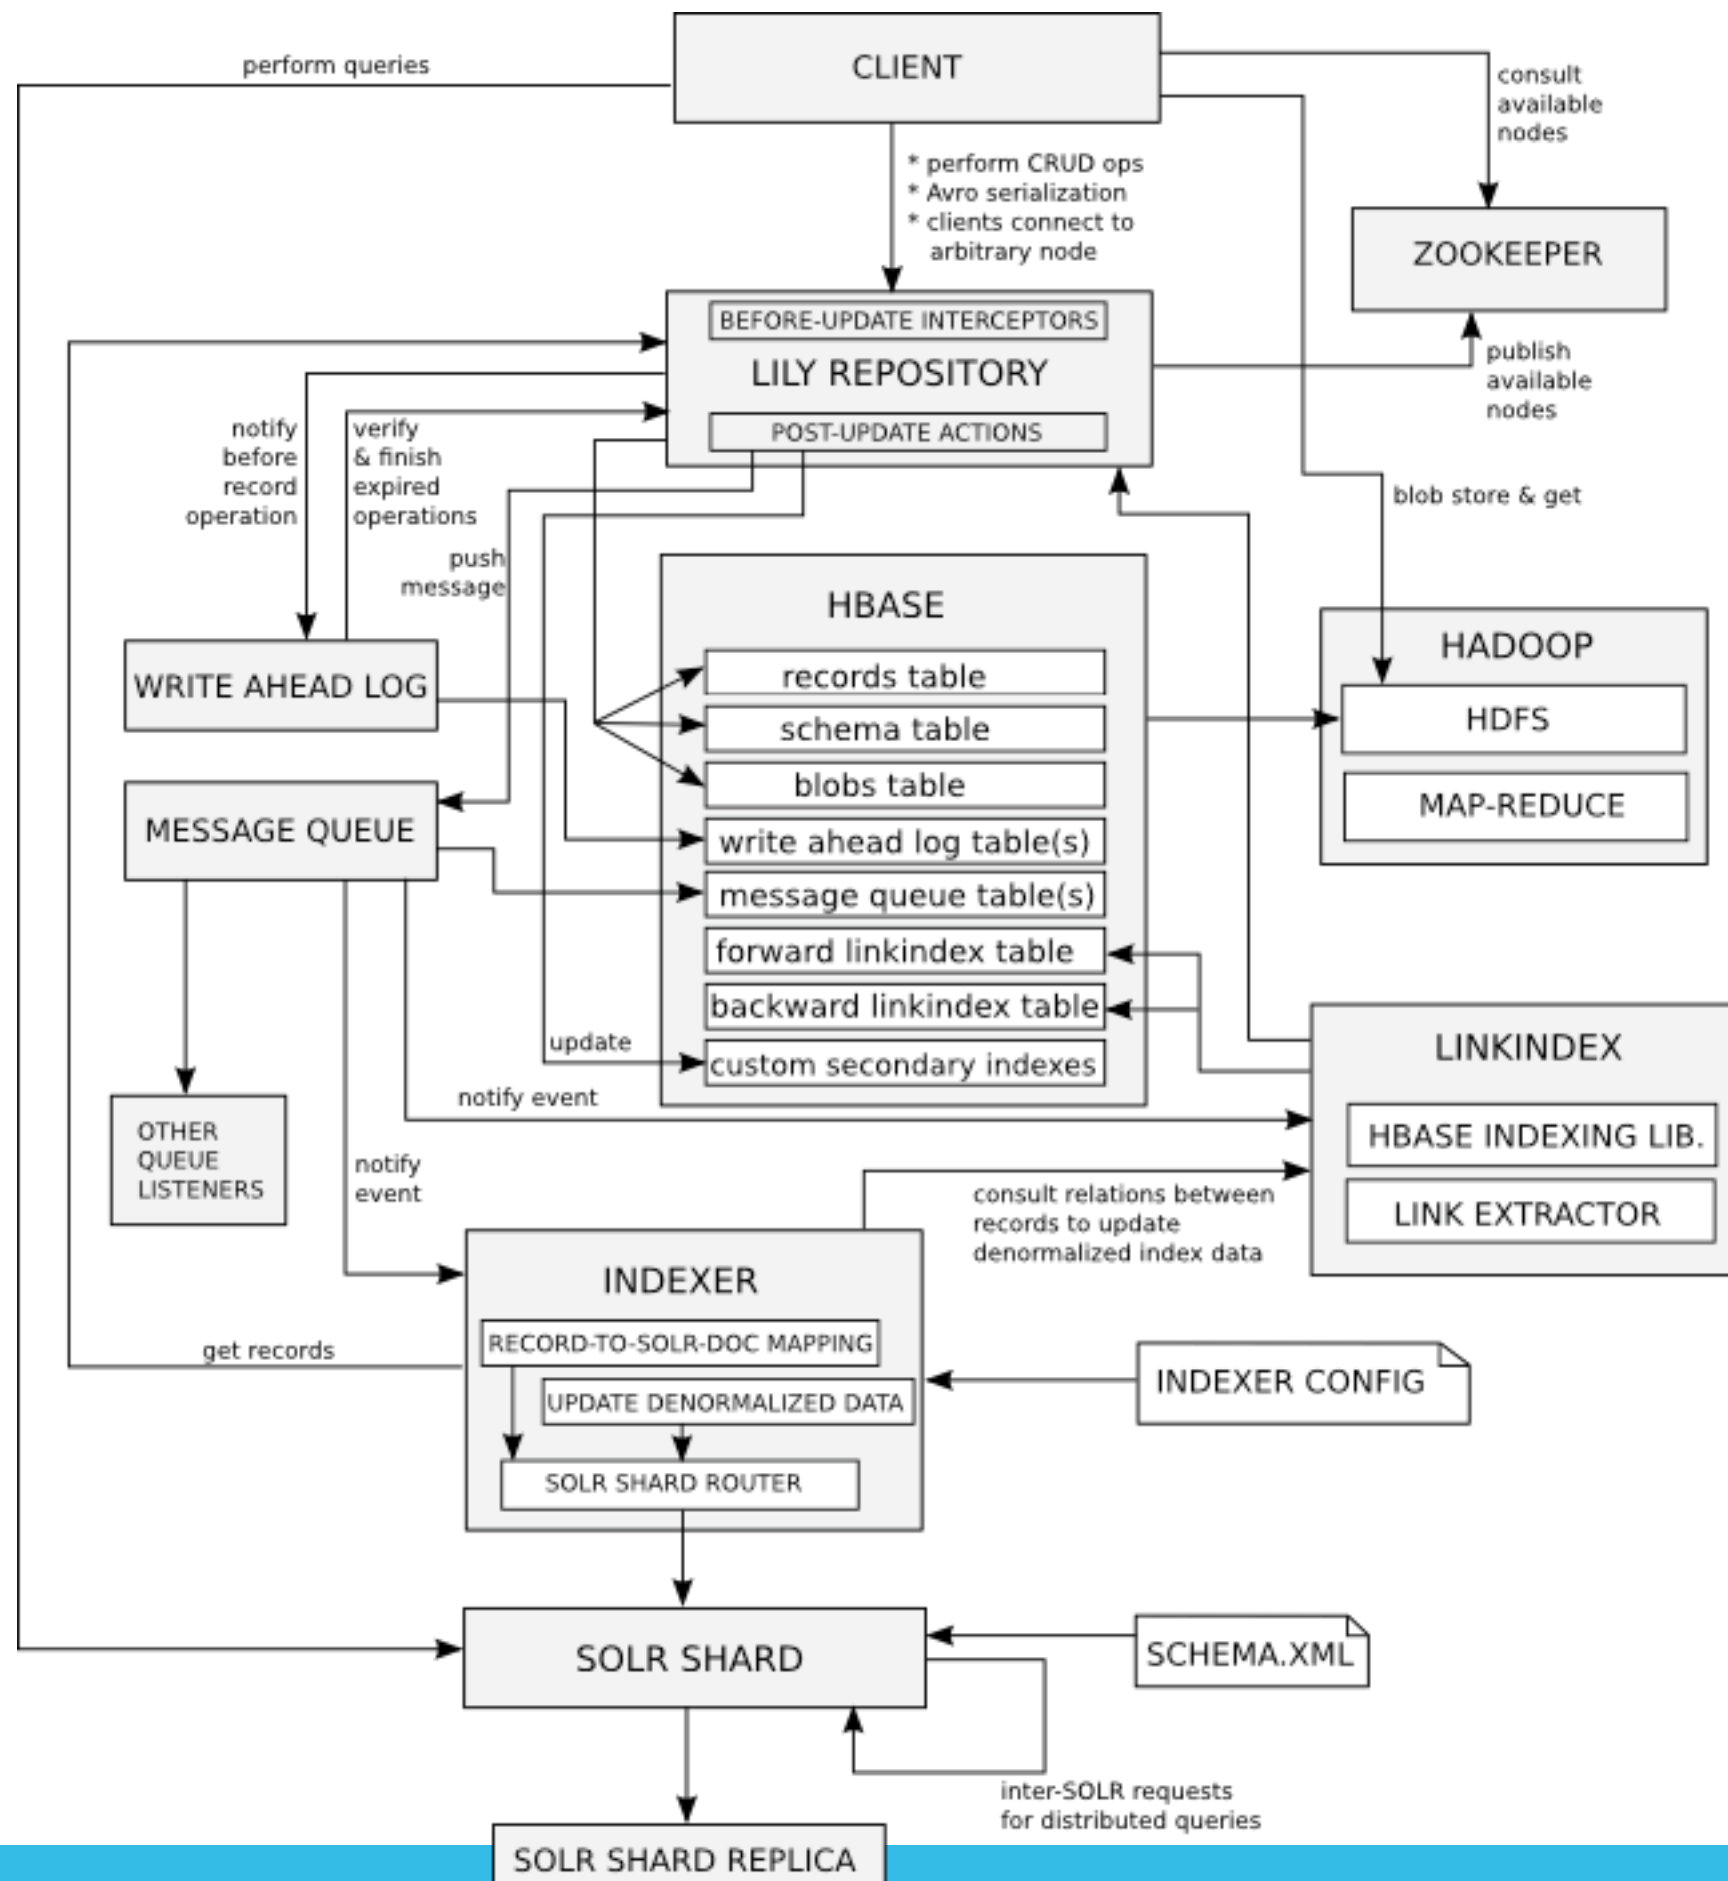 CLIENT
perform queries
consult
available
nodes
* perform CRUD ops
* Avro serialization
* clients connect to
arbitrary node
ZOOKEEPER
BEFORE-UPDATE INTERCEPTORS
LILY REPOSITORY
POST-UPDATE ACTIONS
publish
available
nodes
notify
before
record
operation
verify
& finish
expired
operations
push
message
blob store & get
HBASE
records table
schema table
blobs table
write ahead log table(s)
message queue table(s)
forward linkindex table
backward linkindex table
custom secondary indexes
HADOOP
HDFS
MAP-REDUCE
WRITE AHEAD LOG
MESSAGE QUEUE
update
notify event
LINKINDEX
HBASE INDEXING LIB.
LINK EXTRACTOR
OTHER
QUEUE
LISTENERS
notify
event
consult relations between
records to update
denormalized index data
INDEXER
RECORD-TO-SOLR-DOC MAPPING
UPDATE DENORMALIZED DATA
SOLR SHARD ROUTER
get records
INDEXER CONFIG
SOLR SHARD
SCHEMA.XML
inter-SOLR requests
for distributed queries
SOLR SHARD REPLICA